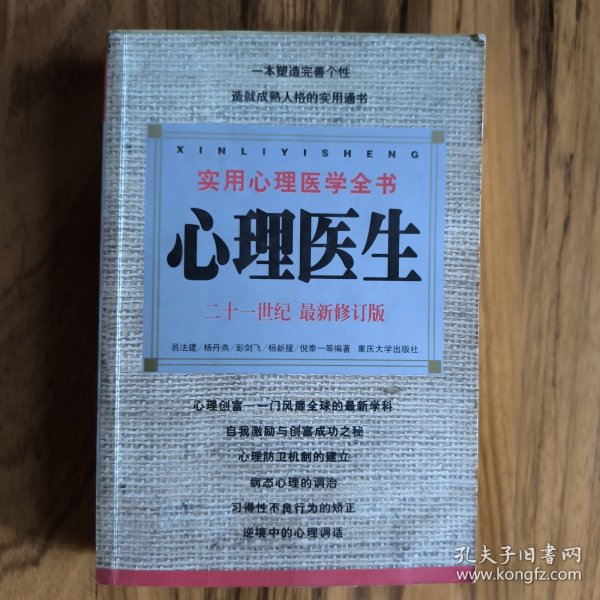 一本塑造完善个性
造就成熟人格的实用通书
XINLIYISHENG
实用心理医学全书
心理医生
二十一世纪 最新修订版
易法建/杨丹燕/彭剑飞/杨新援/倪泰一等编著 重庆大学出版社
心理创富一一门风靡全球的最新学科
自我激励与创富成功之秘
心理防卫机制的建立
病态心理的调治
习得性不良行为的矫正
逆境中的心理调适
孔夫子旧书网
www.kongfz.com